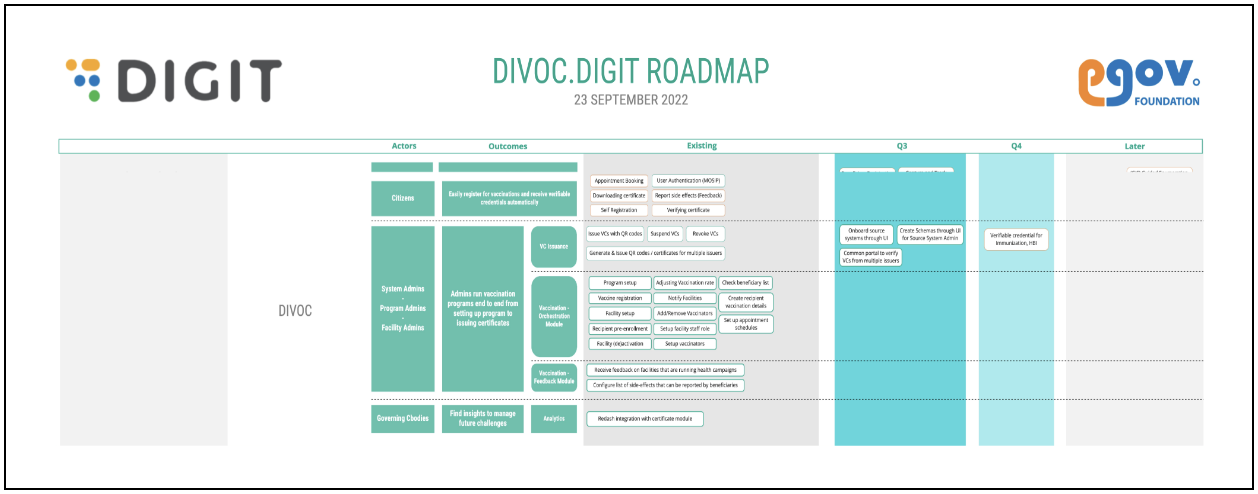 DIGIT
DIVOC.DIGIT ROADMAP
23 SEPTEMBER 2022
egov.
FOUNDATION
Actors
Outcomes
Existing
Q3
Q4
Later
Citizens
Easily register for vaccinations and receive verifiable
credentials automatically
Appointment Booking
User Authentication (MOSIP)
Downloading certificate
Report side effects (Feedback)
Self Registration
Verifying certificate
DIVOC
System Admins
-
Program Admins
-
Facility Admins
Admins run vaccination
programs end to end from
setting up program to
issuing certificates
VC Issuance
Issue VCs with QR codes
Suspend VCs
Revoke VCs
Generate & Issue QR codes / certificates for multiple issuers
Onboard source
systems through UI
Create Schemas through UI
for Source System Admin
Common portal to verify
VCs from multiple issuers
Verifiable credential for
Immunization, HBI
Vaccination -
Orchestration
Module
Program setup
Adjusting Vaccination rate
Check beneficiary list
Vaccine registration
Notify Facilities
Create recipient
vaccination details
Facility setup
Add/Remove Vaccinators
Set up appointment
schedules
Recipient pre-enrollment
Setup facility staff role
Facility (de)activation
Setup vaccinators
Vaccination -
Feedback Module
Receive feedback on facilities that are running health campaigns
Configure list of side-effects that can be reported by beneficiaries
Governing Cbodies
Find insights to manage
future challenges
Analytics
Redash integration with certificate module